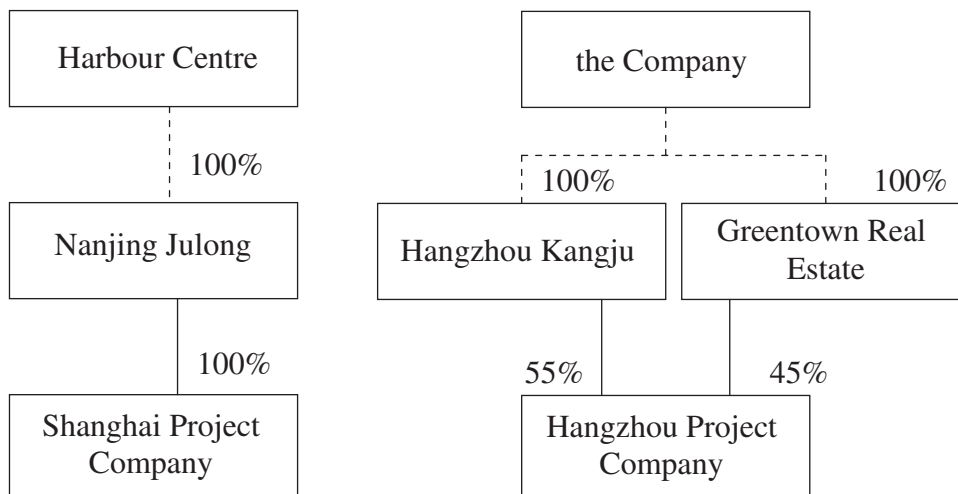 Harbour Centre
the Company
100%
100%
100%
Nanjing Julong
Hangzhou Kangju
Greentown Real
Estate
100%
55%
45%
Shanghai Project
Company
Hangzhou Project
Company